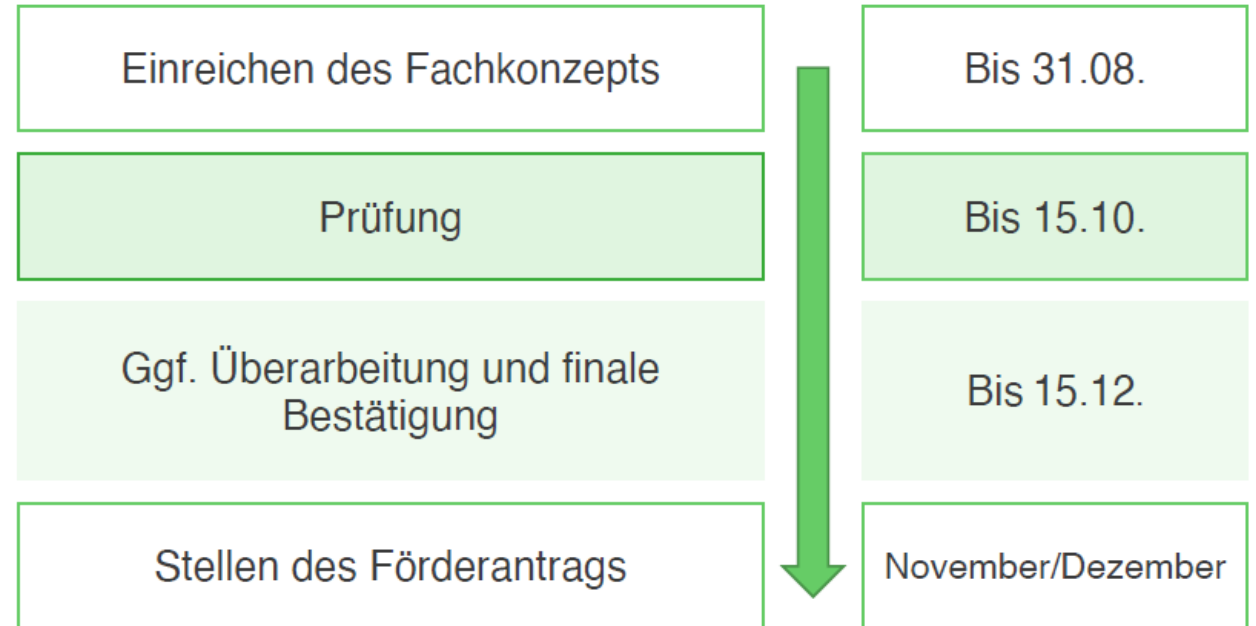 Einreichen des Fachkonzepts
Bis 31.08.
Prüfung
Bis 15.10.
Ggf. Überarbeitung und finale
Bestätigung
Bis 15.12.
Stellen des Förderantrags
November/Dezember